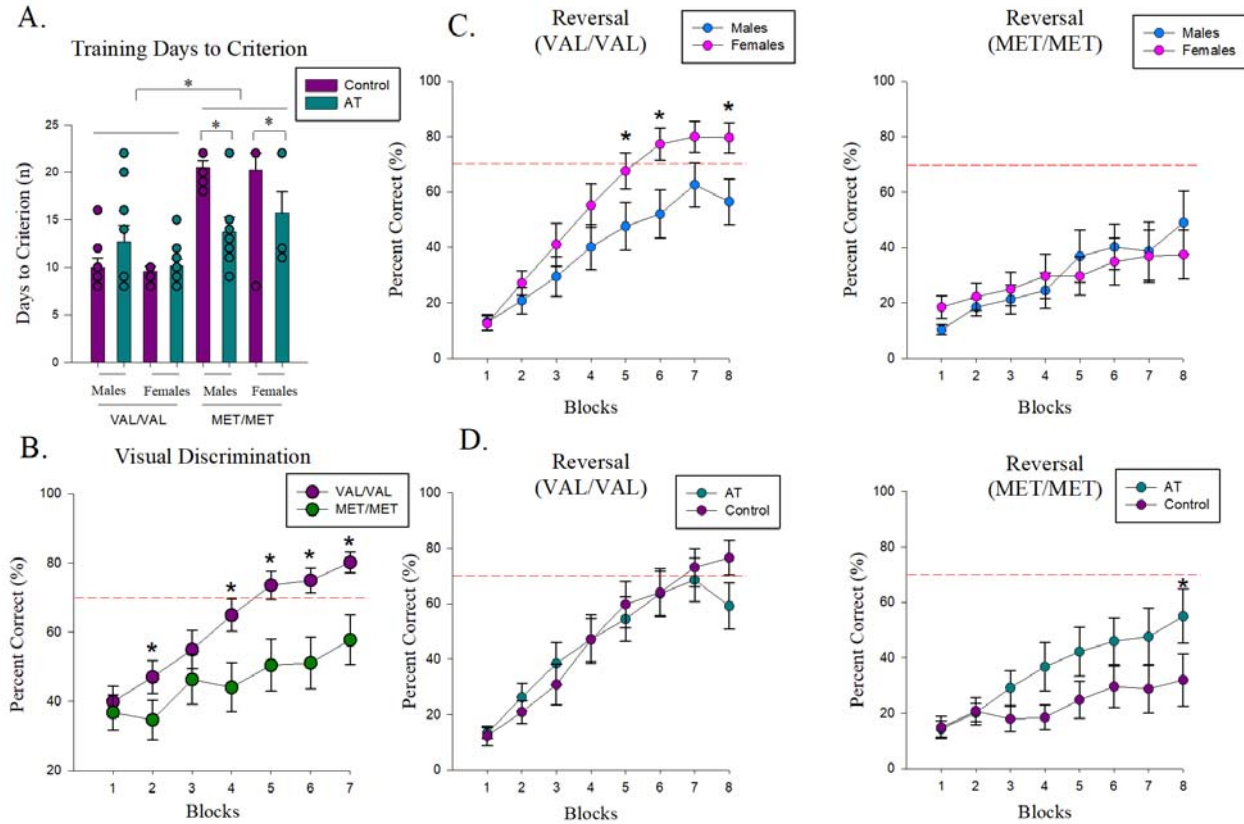 A.
Training Days to Criterion
Control
AT
*
* *
Days to Criterion (n)
25
20
15
10
5
0
Males Females Males Females
VAL/VAL MET/MET
C.
Reversal
(VAL/VAL)
Males
Females
Percent Correct (%)
100
80
60
40
20
0
* * *
1 2 3 4 5 6 7 8
Blocks
Reversal
(MET/MET)
Males
Females
Percent Correct (%)
100
80
60
40
20
0
1 2 3 4 5 6 7 8
Blocks
B.
Visual Discrimination
VAL/VAL
MET/MET
Percent Correct (%)
100
80
60
40
20
* * * * *
1 2 3 4 5 6 7
Blocks
D.
Reversal
(VAL/VAL)
AT
Control
Percent Correct (%)
100
80
60
40
20
0
1 2 3 4 5 6 7 8
Blocks
Reversal
(MET/MET)
AT
Control
Percent Correct (%)
100
80
60
40
20
0
*
1 2 3 4 5 6 7 8
Blocks